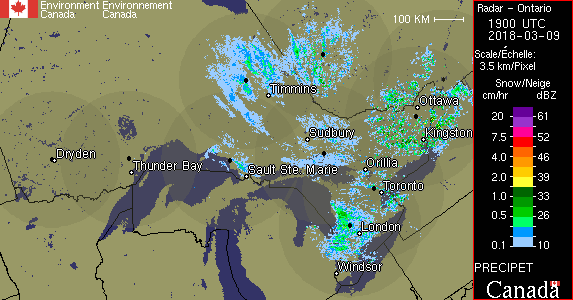 Environment Environnement
Canada Canada
100 KM
Timmins
Ottawa
Sudbury
Kingston
Dryden
Thunder Bay
Sault Ste. Marie
Orillia
Toronto
London
Windsor
Radar - Ontario
1900 UTC
2018-03-09
Scale/Échelle:
3.5 km/Pixel
Snow/Neige
cm/hr dBZ
20 61
7.5 52
4.0 46
2.0 39
1.0 33
0.5 26
0.1 10
PRECIPET
Canada